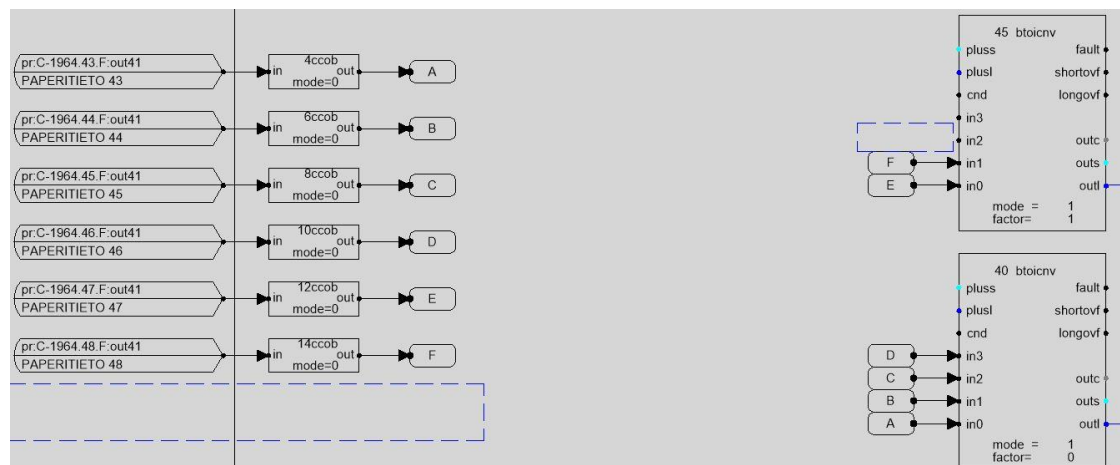 pr:C-1964.43.F:out41
PAPERITIETO 43
4ccob
in out
mode=0
A
pr:C-1964.44.F:out41
PAPERITIETO 44
6ccob
in out
mode=0
B
pr:C-1964.45.F:out41
PAPERITIETO 45
8ccob
in out
mode=0
C
pr:C-1964.46.F:out41
PAPERITIETO 46
10ccob
in out
mode=0
D
pr:C-1964.47.F:out41
PAPERITIETO 47
12ccob
in out
mode=0
E
pr:C-1964.48.F:out41
PAPERITIETO 48
14ccob
in out
mode=0
F
45 btoicnv
pluss fault
plusl shortovf
cnd longovf
in3
in2 outc
F in1 outs
E in0 outl
mode = 1
factor= 1
40 btoicnv
pluss fault
plusl shortovf
cnd longovf
D in3
C in2 outc
B in1 outs
A in0 outl
mode = 1
factor= 0